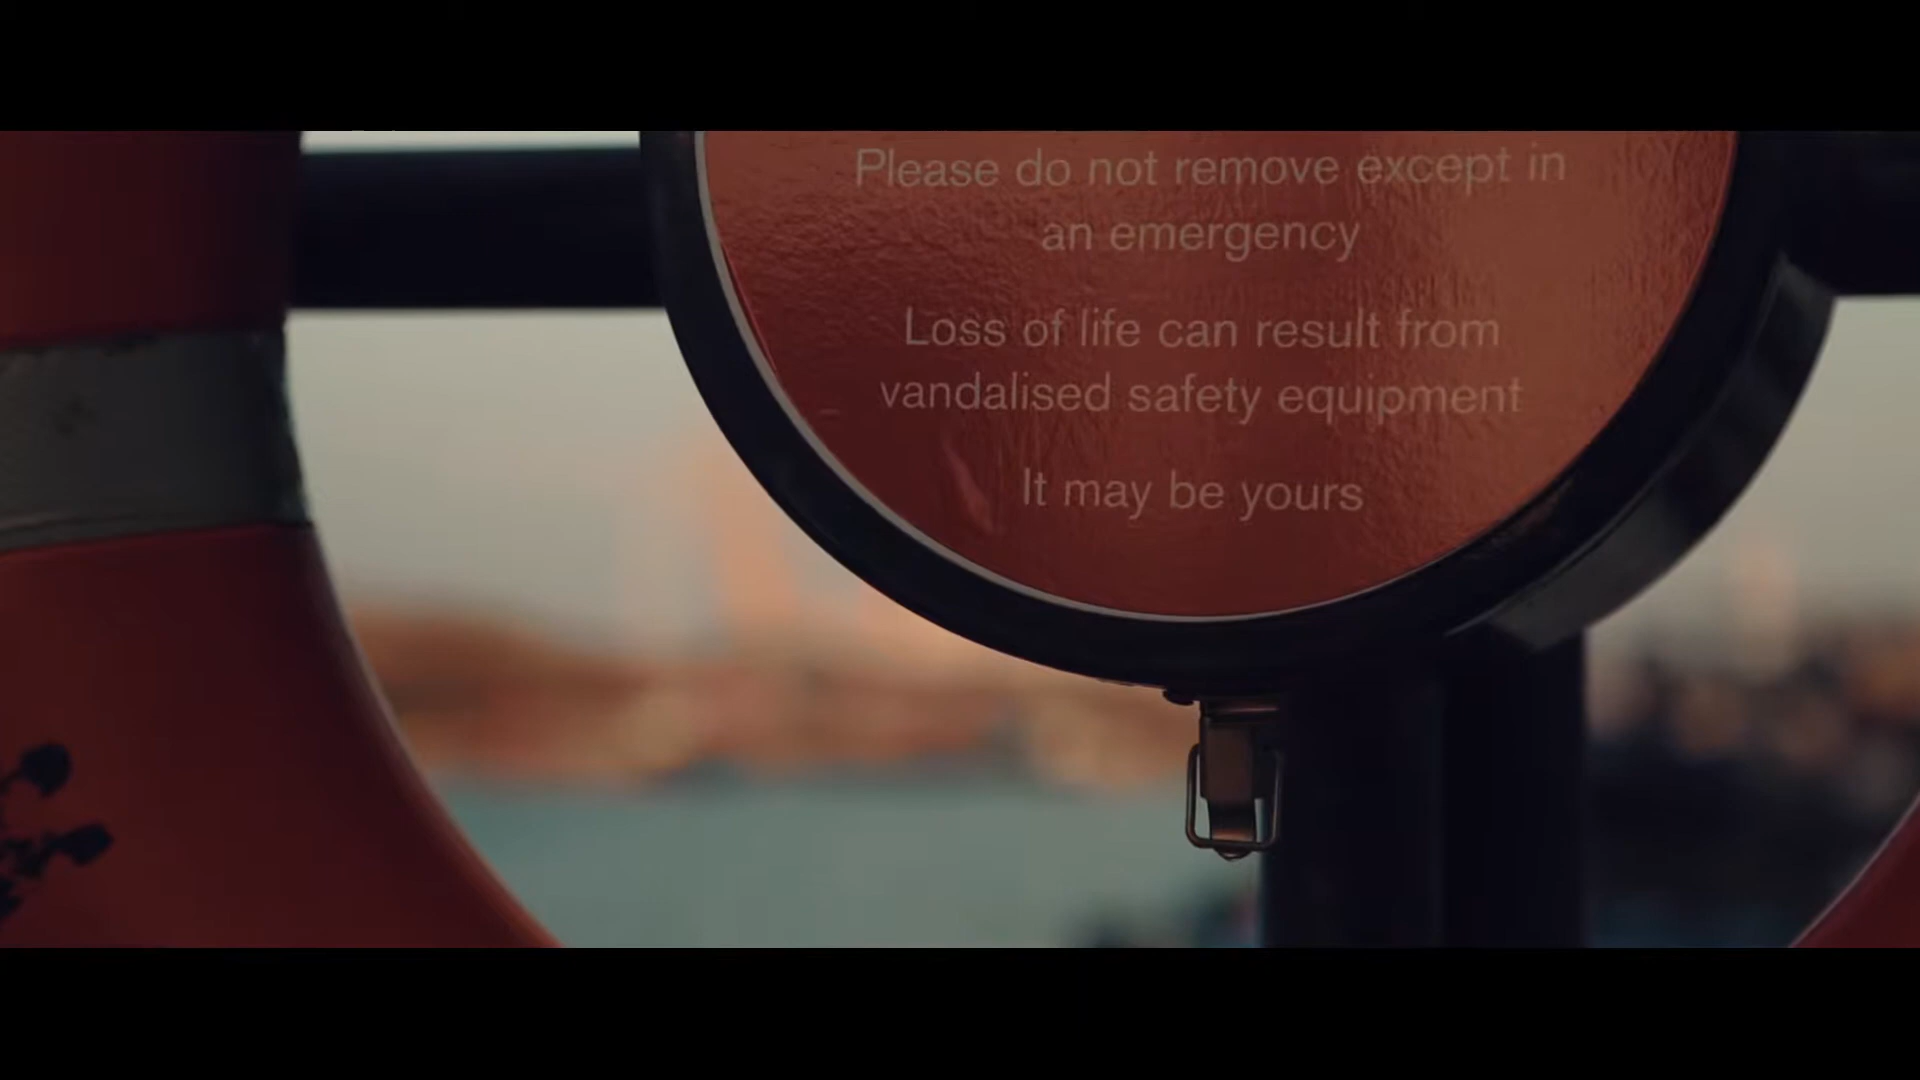 Please do not remove except in
an emergency
Loss of life can result from
vandalised safety equipment
It may be yours